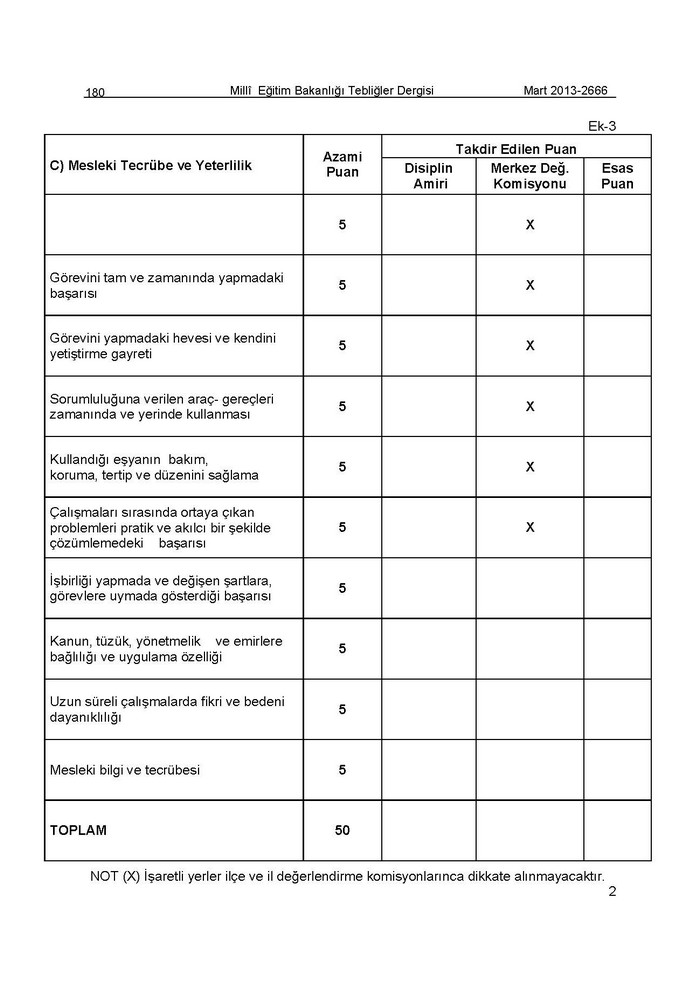 180 Millî Eğitim Bakanlığı Tebliğler Dergisi Mart 2013-2666
Ek-3
C) Mesleki Tecrübe ve Yeterlilik
Azami
Puan
Takdir Edilen Puan
Disiplin
Amiri
Merkez Değ.
Komisyonu
Esas
Puan
5 X
Görevini tam ve zamanında yapmadaki
başarısı
5 X
Görevini yapmadaki hevesi ve kendini
yetiştirme gayreti
5 X
Sorumluluğuna verilen araç- gereçleri
zamanında ve yerinde kullanması
5 X
Kullandığı eşyanın bakım,
koruma, tertip ve düzenini sağlama
5 X
Çalışmaları sırasında ortaya çıkan
problemleri pratik ve akılcı bir şekilde
çözümlemedeki başarısı
5 X
İşbirliği yapmada ve değişen şartlara,
görevlere uymada gösterdiği başarısı
5
Kanun, tüzük, yönetmelik ve emirlere
bağlılığı ve uygulama özelliği
5
Uzun süreli çalışmalarda fikri ve bedeni
dayanıklılığı
5
Mesleki bilgi ve tecrübesi 5
TOPLAM 50
NOT (X) İşaretli yerler ilçe ve il değerlendirme komisyonlarınca dikkate alınmayacaktır.
2